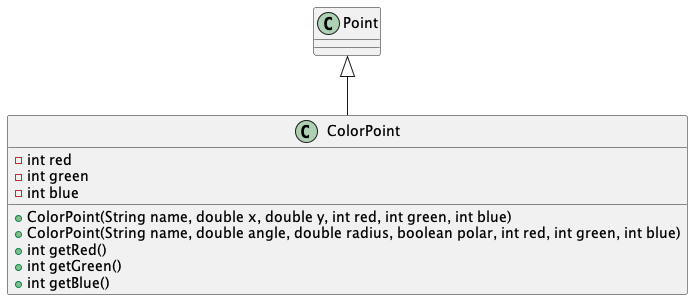 C Point
C ColorPoint
int red
int green
int blue
ColorPoint(String name, double x, double y, int red, int green, int blue)
ColorPoint(String name, double angle, double radius, boolean polar, int red, int green, int blue)
int getRed()
int getGreen()
int getBlue()